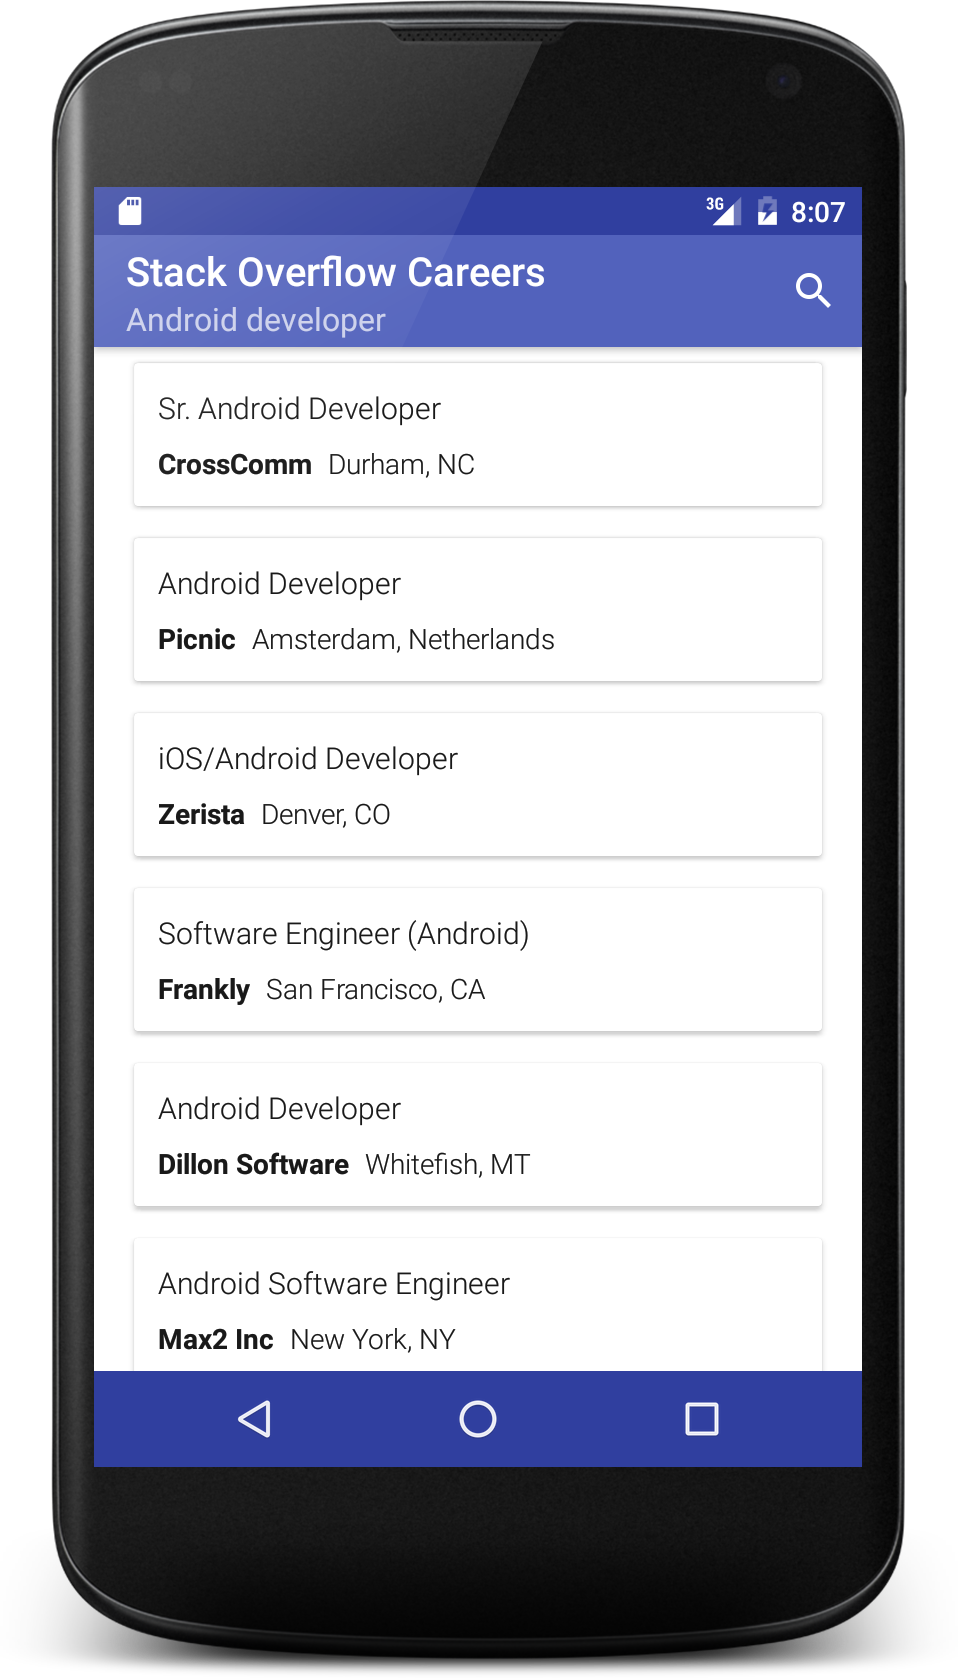 3G 8:07
Stack Overflow Careers
Android developer
Sr. Android Developer
CrossComm Durham, NC
Android Developer
Picnic Amsterdam, Netherlands
iOS/Android Developer
Zerista Denver, CO
Software Engineer (Android)
Frankly San Francisco, CA
Android Developer
Dillon Software Whitefish, MT
Android Software Engineer
Max2 Inc New York, NY